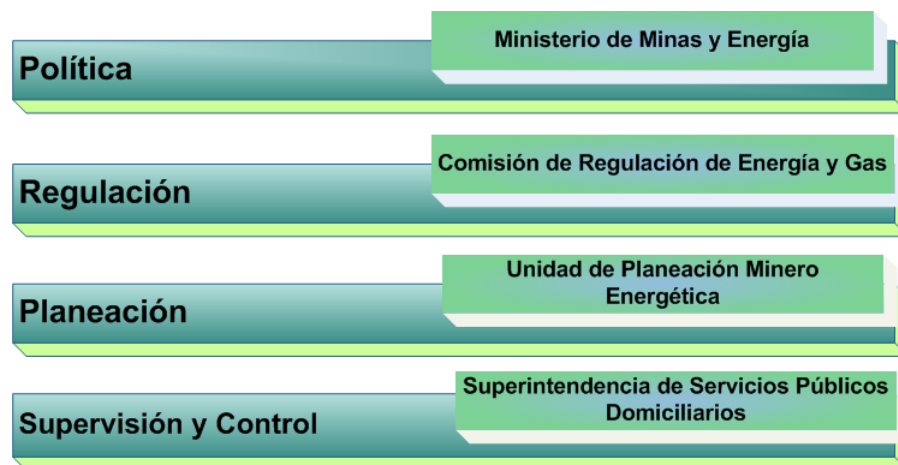 Ministerio de Minas y Energía
Política
Comisión de Regulación de Energía y Gas
Regulación
Unidad de Planeación Minero
Energética
Planeación
Superintendencia de Servicios Públicos
Domiciliarios
Supervisión y Control